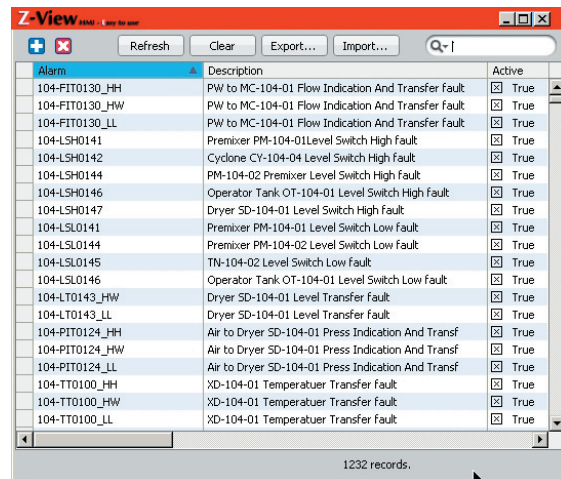 Z-View HMI - Easy to use
Refresh Clear Export... Import...
Alarm Description Active
104-FIT0130_HH PW to MC-104-01 Flow Indication And Transfer fault True
104-FIT0130_HW PW to MC-104-01 Flow Indication And Transfer fault True
104-FIT0130_LL PW to MC-104-01 Flow Indication And Transfer fault True
104-LSH0141 Premixer PM-104-01Level Switch High fault True
104-LSH0142 Cyclone CY-104-04 Level Switch High fault True
104-LSH0144 PM-104-02 Premixer Level Switch High fault True
104-LSH0146 Operator Tank OT-104-01 Level Switch High fault True
104-LSH0147 Dryer SD-104-01 Level Switch High fault True
104-LSL0141 Premixer PM-104-01 Level Switch Low fault True
104-LSL0144 Premixer PM-104-02 Level Switch Low fault True
104-LSL0145 TN-104-02 Level Switch Low fault True
104-LSL0146 Operator Tank OT-104-01 Level Switch Low fault True
104-LT0143_HW Dryer SD-104-01 Level Transfer fault True
104-LT0143_LL Dryer SD-104-01 Level Transfer fault True
104-PIT0124_HH Air to Dryer SD-104-01 Press Indication And Transf True
104-PIT0124_HW Air to Dryer SD-104-01 Press Indication And Transf True
104-PIT0124_LL Air to Dryer SD-104-01 Press Indication And Transf True
104-TT0100_HH XD-104-01 Temperatuer Transfer fault True
104-TT0100_HW XD-104-01 Temperatuer Transfer fault True
104-TT0100_LL XD-104-01 Temperatuer Transfer fault True
1232 records.